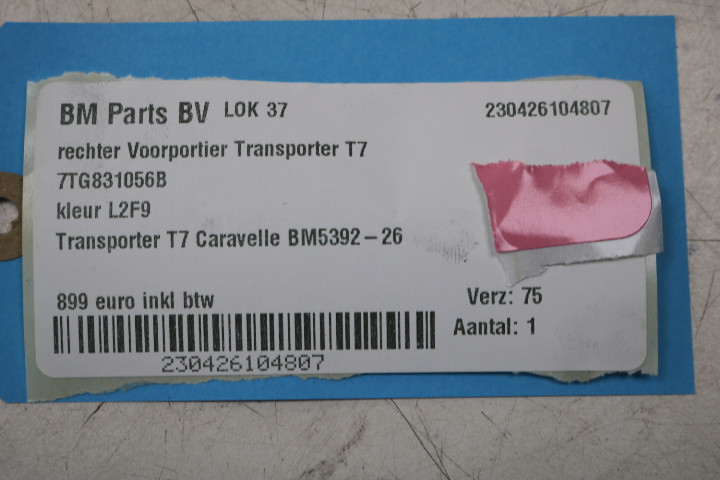 BM Parts BV LOK 37 230426104807
rechter Voorportier Transporter T7
7TG831056B
kleur L2F9
Transporter T7 Caravelle BM5392-26
899 euro inkl btw Verz: 75
Aantal: 1
230426104807